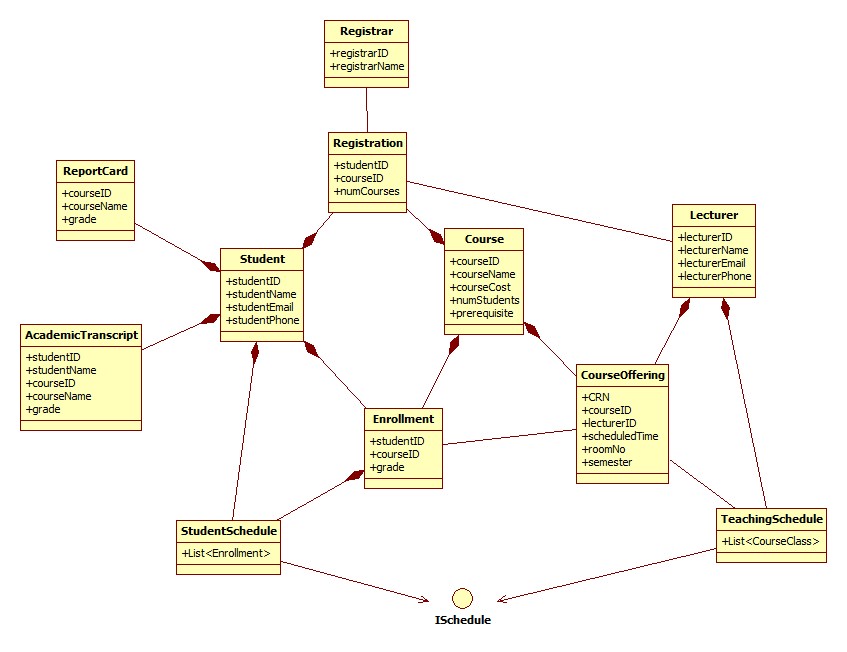 Registrar
+registrarID
+registrarName
Registration
+studentID
+courseID
+numCourses
ReportCard
+courseID
+courseName
+grade
Lecturer
+lecturerID
+lecturerName
+lecturerEmail
+lecturerPhone
Course
+courseID
+courseName
+courseCost
+numStudents
+prerequisite
Student
+studentID
+studentName
+studentEmail
+studentPhone
AcademicTranscript
+studentID
+studentName
+courseID
+courseName
+grade
CourseOffering
+CRN
+courseID
+lecturerID
+scheduledTime
+roomNo
+semester
Enrollment
+studentID
+courseID
+grade
StudentSchedule
+List<Enrollment>
TeachingSchedule
+List<CourseClass>
ISchedule